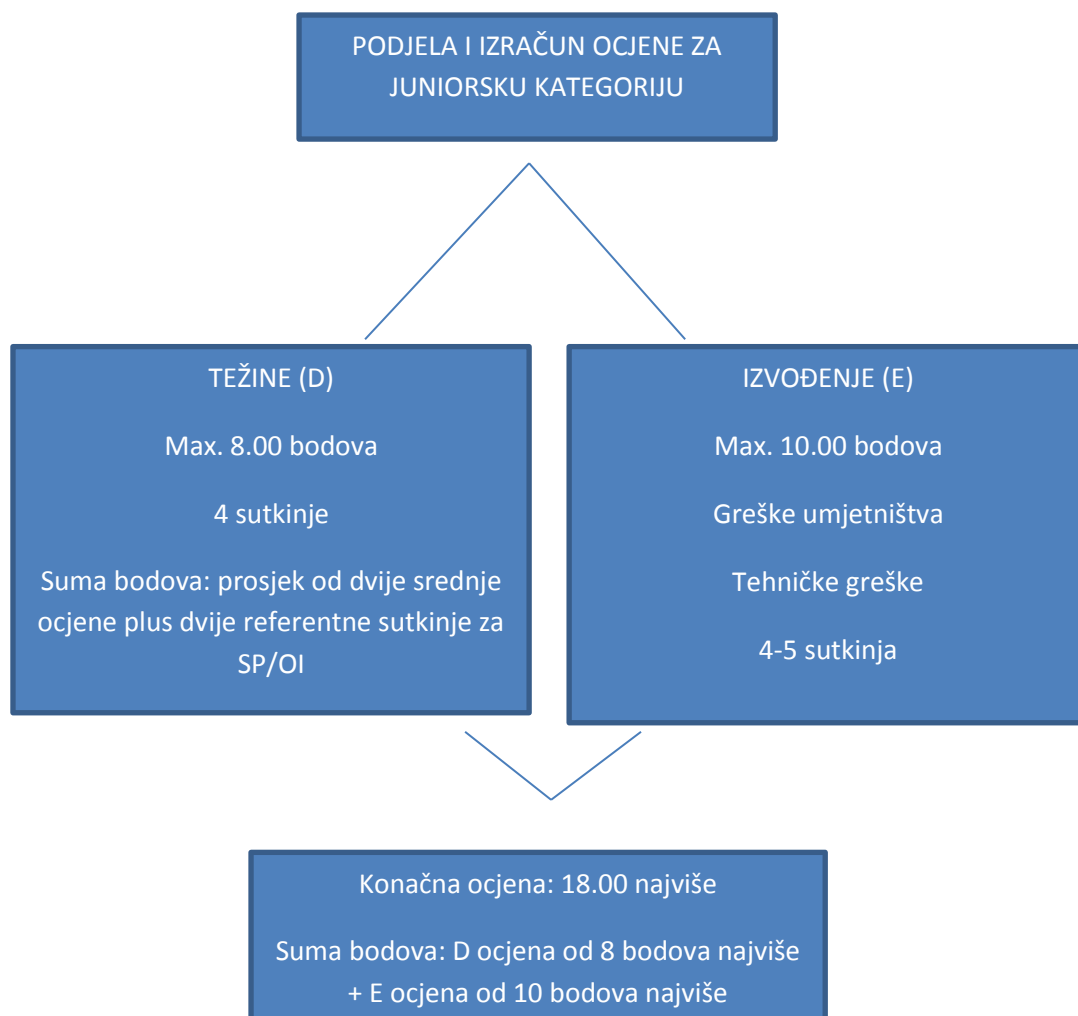 PODJELA I IZRAČUN OCJENE ZA
JUNIORSKU KATEGORIJU
TEŽINE (D)
Max. 8.00 bodova
4 sutkinje
Suma bodova: prosjek od dvije srednje
ocjene plus dvije referentne sutkinje za
SP/OI
IZVOĐENJE (E)
Max. 10.00 bodova
Greške umjetništva
Tehničke greške
4-5 sutkinja
Konačna ocjena: 18.00 najviše
Suma bodova: D ocjena od 8 bodova najviše
+ E ocjena od 10 bodova najviše